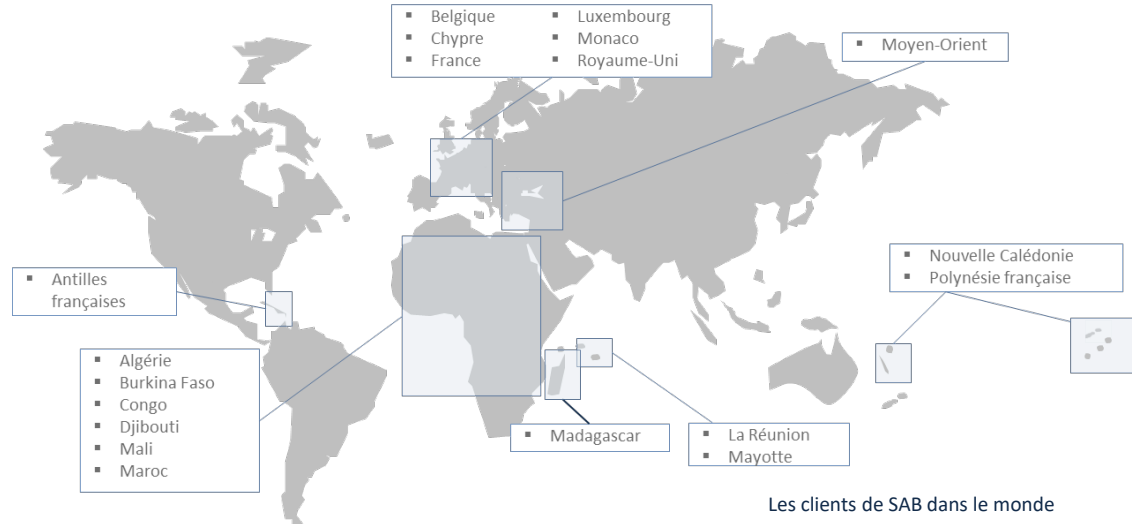 ▪ Belgique
▪ Chypre
▪ France
▪ Luxembourg
▪ Monaco
▪ Royaume-Uni
▪ Moyen-Orient
▪ Antilles
françaises
▪ Nouvelle Calédonie
▪ Polynésie française
▪ Algérie
▪ Burkina Faso
▪ Congo
▪ Djibouti
▪ Mali
▪ Maroc
▪ Madagascar
▪ La Réunion
▪ Mayotte
Les clients de SAB dans le monde